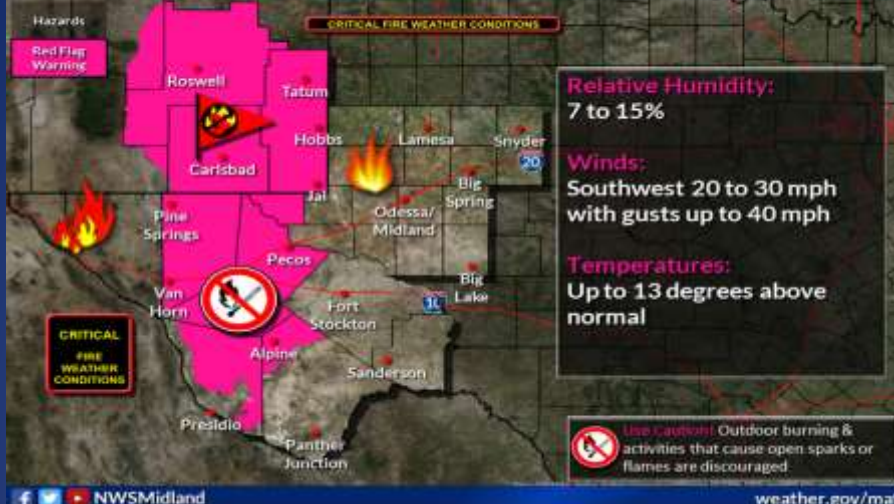 Hazards
CRITICAL FIRE WEATHER CONDITIONS
Red Flag
Warning
Roswell
Tatum
Relative Humidity:
7 to 15%
Hobbs
Lamesa
Snyder
20
Carlsbad
Winds:
Southwest 20 to 30 mph
with gusts up to 40 mph
Jal
Big
Spring
Odessa/
Midland
Pine
Springs
Pecos
Temperatures:
Up to 13 degrees above
normal
Van
Horn
Big
Lake
10
Fort
Stockton
CRITICAL
FIRE
WEATHER
CONDITIONS
Alpine
Sanderson
Presidio
Panther
Junction
Use Caution! Outdoor burning &
activities that cause open sparks or
flames are discouraged
NWSMidland
weather.gov/ma